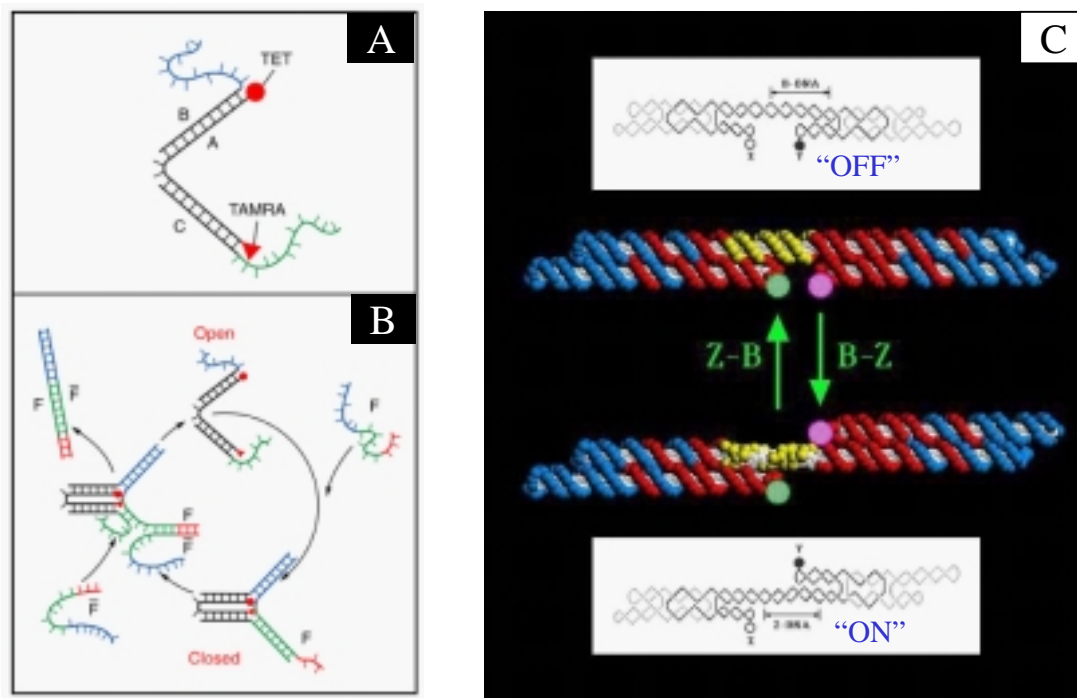 A
TET
B
A
TAMRA
C
B
Open
F
F̄
F
F
F̄
F̄
F
Closed
C
B-DNA
X
Y
“OFF”
Z-B
B-Z
Y
Z-DNA
X
“ON”